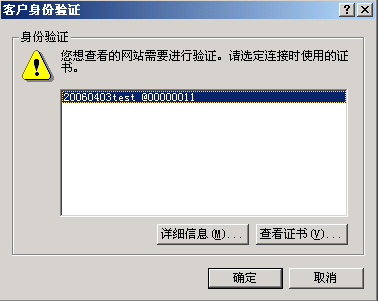 客户身份验证
身份验证
您想查看的网站需要进行验证。请选定连接时使用的证
书。
20060403test @00000011
详细信息(M)...
查看证书(V)...
确定
取消